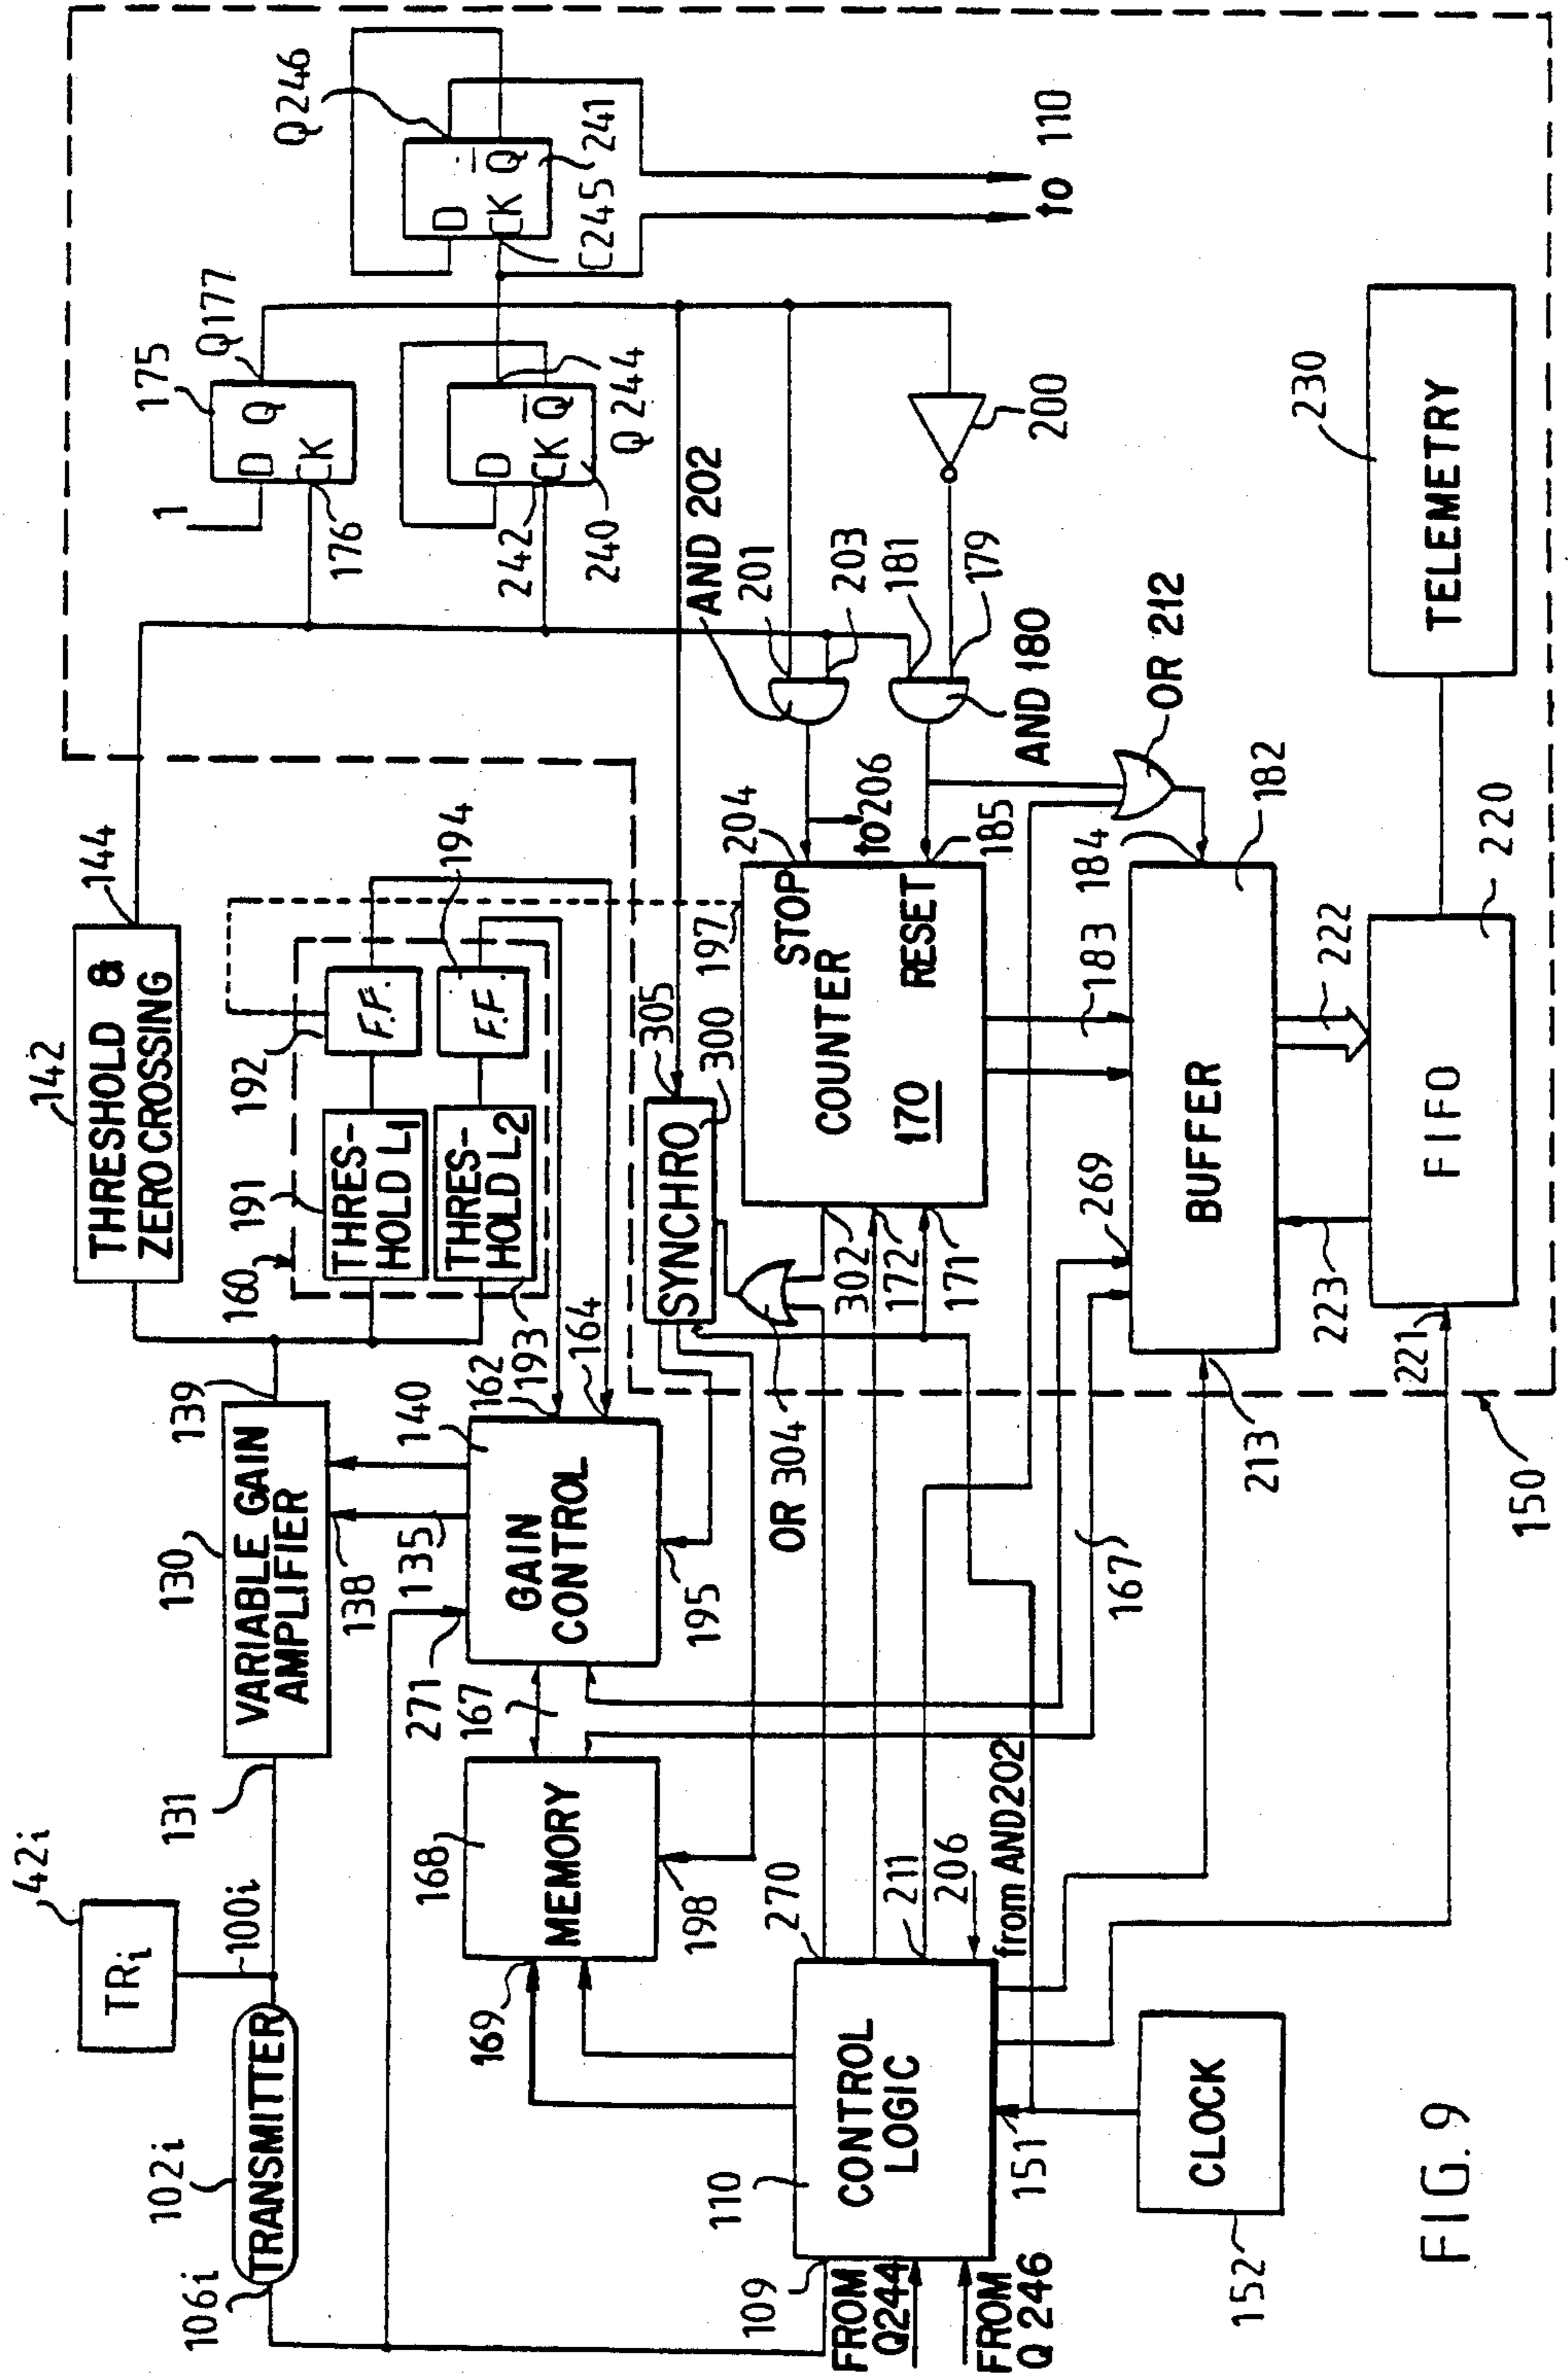 42i
TRi
102i
TRANSMITTER
106i
100i
131
130
VARIABLE GAIN
AMPLIFIER
139
138
135
142
THRESHOLD &
ZERO CROSSING
144
160
191
THRES-
HOLD L1
192
F.F.
193
THRES-
HOLD L2
194
F.F.
140
GAIN
CONTROL
162
164
271
167
195
168
MEMORY
169
198
175
1
D
Q
CK
Q177
176
D
CK
Q
242
240
Q244
Q246
D
Q
CK
241
C245
to 110
AND 202
201
203
181
179
200
AND 180
OR 212
305
300
SYNCHRO
OR 304
197
204
STOP
COUNTER
170
RESET
to 206
185
302
172
171
110
CONTROL
LOGIC
109
FROM
Q244
FROM
Q 246
270
211
206
from AND202
151
CLOCK
152
183
184
182
BUFFER
269
167
213
222
223
FIFO
220
221
230
TELEMETRY
150
FIG. 9